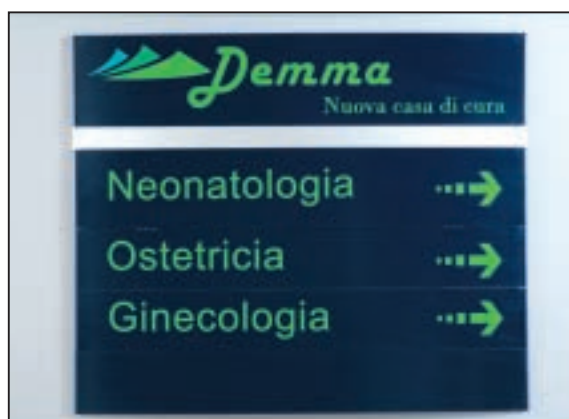 Demma
Nuova casa di cura
Neonatologia
Ostetricia
Ginecologia